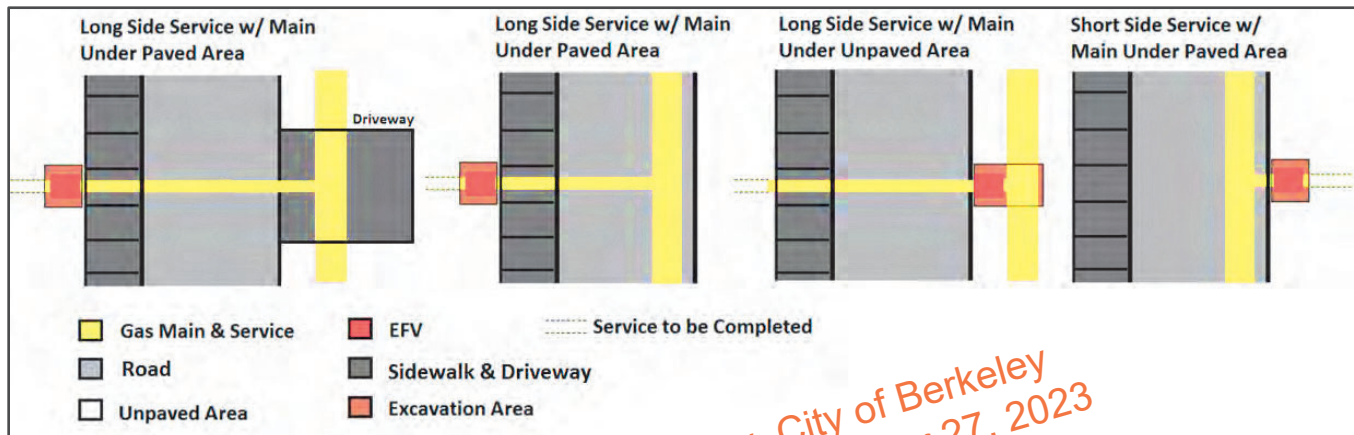 Long Side Service w/ Main
Under Paved Area
Long Side Service w/ Main
Under Paved Area
Long Side Service w/ Main
Under Unpaved Area
Short Side Service w/
Main Under Paved Area
Driveway
Gas Main & Service
EFV
Service to be Completed
Road
Sidewalk & Driveway
Unpaved Area
Excavation Area
City of Berkeley
27, 2023